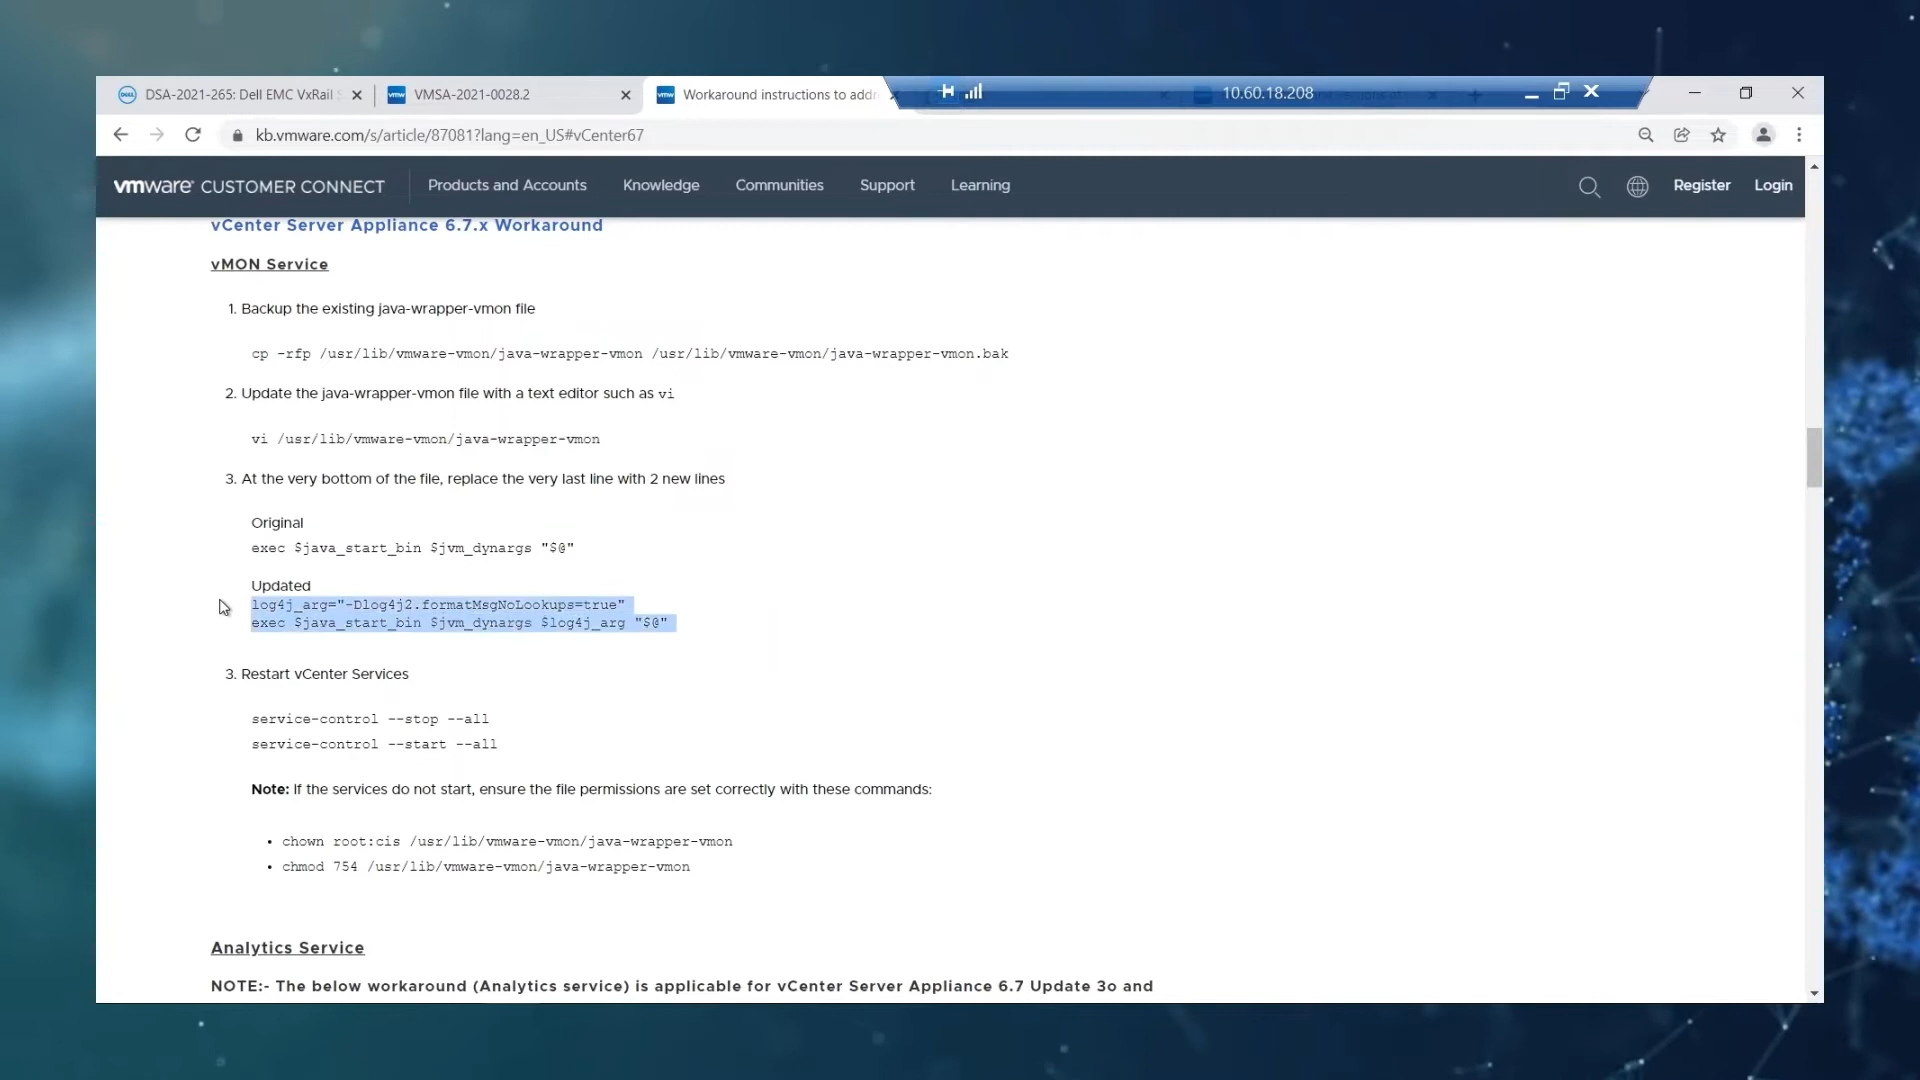 DSA-2021-265: Dell EMC VxRail
VMSA-2021-0028.2
Workaround instructions to addr
10.60.18.208
kb.vmware.com/s/article/87081?lang=en_US#vCenter67
vmware CUSTOMER CONNECT
Products and Accounts
Knowledge
Communities
Support
Learning
Register
Login
vCenter Server Appliance 6.7.x Workaround
vMON Service
1. Backup the existing java-wrapper-vmon file
cp -rfp /usr/lib/vmware-vmon/java-wrapper-vmon /usr/lib/vmware-vmon/java-wrapper-vmon.bak
2. Update the java-wrapper-vmon file with a text editor such as vi
vi /usr/lib/vmware-vmon/java-wrapper-vmon
3. At the very bottom of the file, replace the very last line with 2 new lines
Original
exec $java_start_bin $jvm_dynargs "$@"
Updated
log4j_arg="-Dlog4j2.formatMsgNoLookups=true"
exec $java_start_bin $jvm_dynargs $log4j_arg "$@"
3. Restart vCenter Services
service-control --stop --all
service-control --start --all
Note: If the services do not start, ensure the file permissions are set correctly with these commands:
• chown root:cis /usr/lib/vmware-vmon/java-wrapper-vmon
• chmod 754 /usr/lib/vmware-vmon/java-wrapper-vmon
Analytics Service
NOTE:- The below workaround (Analytics service) is applicable for vCenter Server Appliance 6.7 Update 3o and